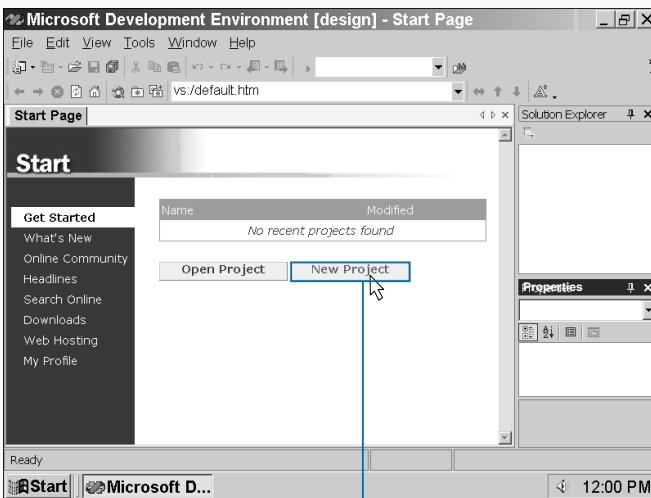 Microsoft Development Environment [design] - Start Page
File Edit View Tools Window Help
vs:/default.htm
Start Page
Solution Explorer
Start
Get Started
What's New
Online Community
Headlines
Search Online
Downloads
Web Hosting
My Profile
Name Modified
No recent projects found
Open Project New Project
Properties
Ready
Start Microsoft D... 12:00 PM